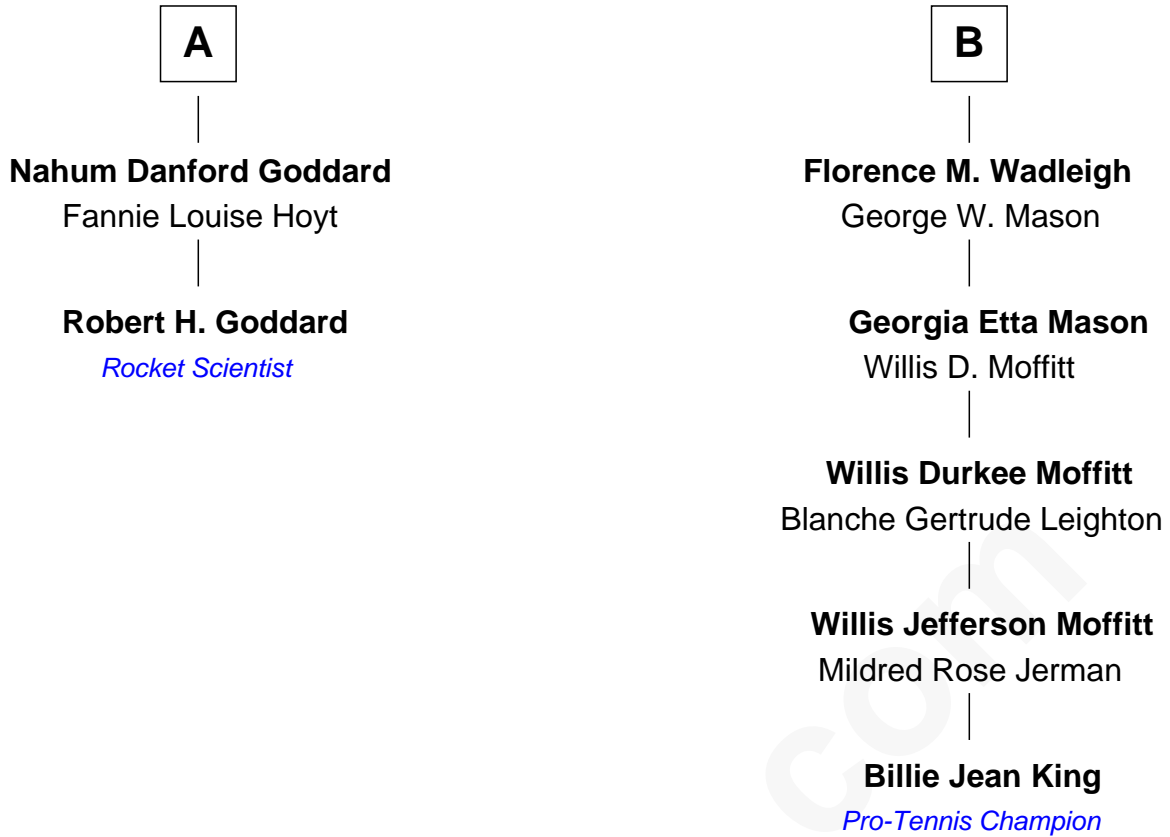 A
Nahum Danford Goddard
Fannie Louise Hoyt
Robert H. Goddard
Rocket Scientist
B
Florence M. Wadleigh
George W. Mason
Georgia Etta Mason
Willis D. Moffitt
Willis Durkee Moffitt
Blanche Gertrude Leighton
Willis Jefferson Moffitt
Mildred Rose Jerman
Billie Jean King
Pro-Tennis Champion
com